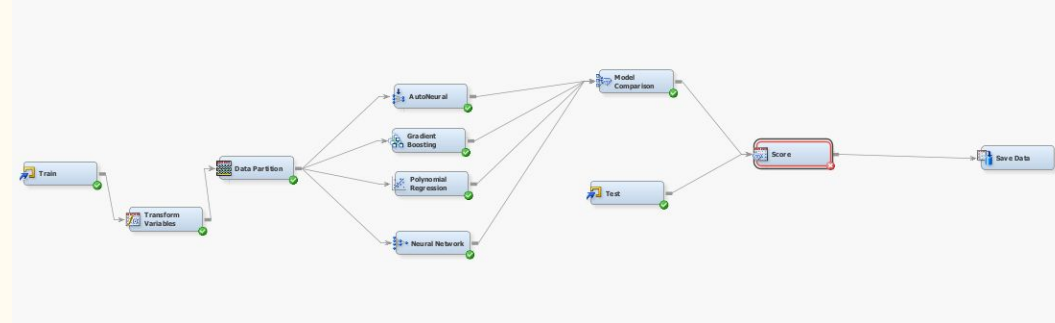 Train
Transform
Variables
Data Partition
AutoNeural
Gradient
Boosting
Polynomial
Regression
Neural Network
Model
Comparison
Test
Score
Save Data